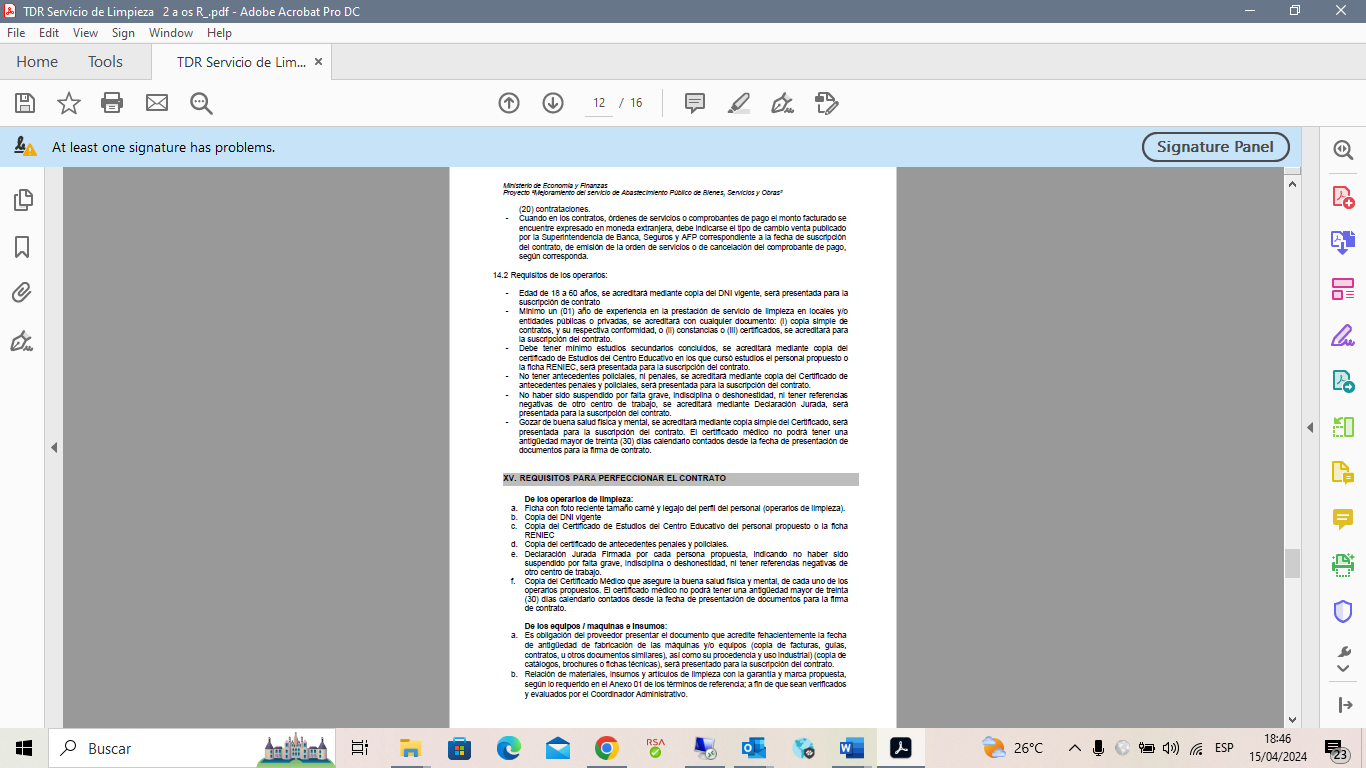 TDR Servicio de Limpieza   2 a os R_.pdf - Adobe Acrobat Pro DC
File Edit View Sign Window Help
Home Tools TDR Servicio de Lim... ×
12 / 16
At least one signature has problems.
Signature Panel
Ministerio de Economía y Finanzas
Proyecto "Mejoramiento del servicio de Abastecimiento Público de Bienes, Servicios y Obras"
(20) contrataciones.
- Cuando en los contratos, órdenes de servicios o comprobantes de pago el monto facturado se
encuentre expresado en moneda extranjera, debe indicarse el tipo de cambio venta publicado
por la Superintendencia de Banca, Seguros y AFP correspondiente a la fecha de suscripción
del contrato, de emisión de la orden de servicios o de cancelación del comprobante de pago,
según corresponda.
14.2 Requisitos de los operarios:
- Edad de 18 a 60 años, se acreditará mediante copia del DNI vigente, será presentada para la
suscripción de contrato
- Mínimo un (01) año de experiencia en la prestación de servicio de limpieza en locales y/o
entidades públicas o privadas, se acreditará con cualquier documento: (i) copia simple de
contratos, y su respectiva conformidad, o (ii) constancias o (iii) certificados, se acreditará para
la suscripción del contrato.
- Debe tener mínimo estudios secundarios concluidos, se acreditará mediante copia del
certificado de Estudios del Centro Educativo en los que cursó estudios el personal propuesto o
la ficha RENIEC, será presentada para la suscripción del contrato.
- No tener antecedentes policiales, ni penales, se acreditará mediante copia del Certificado de
antecedentes penales y policiales, será presentada para la suscripción del contrato.
- No haber sido suspendido por falta grave, indisciplina o deshonestidad, ni tener referencias
negativas de otro centro de trabajo, se acreditará mediante Declaración Jurada, será
presentada para la suscripción del contrato.
- Gozar de buena salud física y mental, se acreditará mediante copia simple del Certificado, será
presentada para la suscripción del contrato. El certificado médico no podrá tener una
antigüedad mayor de treinta (30) días calendario contados desde la fecha de presentación de
documentos para la firma de contrato.
XV. REQUISITOS PARA PERFECCIONAR EL CONTRATO
De los operarios de limpieza:
a. Ficha con foto reciente tamaño carné y legajo del perfil del personal (operarios de limpieza).
b. Copia del DNI vigente
c. Copia del Certificado de Estudios del Centro Educativo del personal propuesto o la ficha
RENIEC
d. Copia del certificado de antecedentes penales y policiales.
e. Declaración Jurada Firmada por cada persona propuesta, indicando no haber sido
suspendido por falta grave, indisciplina o deshonestidad, ni tener referencias negativas de
otro centro de trabajo.
f. Copia del Certificado Médico que asegure la buena salud física y mental, de cada uno de los
operarios propuestos. El certificado médico no podrá tener una antigüedad mayor de treinta
(30) días calendario contados desde la fecha de presentación de documentos para la firma
de contrato.
De los equipos / maquinas e insumos:
a. Es obligación del proveedor presentar el documento que acredite fehacientemente la fecha
de antigüedad de fabricación de las máquinas y/o equipos (copia de facturas, guías,
contratos, u otros documentos similares), así como su procedencia y uso industrial) (copia de
catálogos, brochures o fichas técnicas), será presentado para la suscripción del contrato.
b. Relación de materiales, insumos y artículos de limpieza con la garantía y marca propuesta,
según lo requerido en el Anexo 01 de los términos de referencia; a fin de que sean verificados
y evaluados por el Coordinador Administrativo.
Buscar
RSA
26°C
ESP
18:46
15/04/2024
23